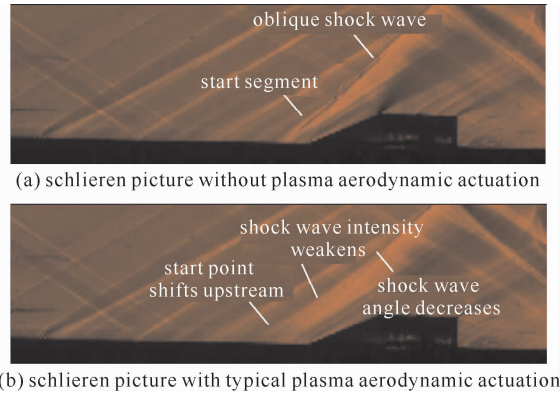 oblique shock wave
start segment
(a) schlieren picture without plasma aerodynamic actuation
shock wave intensity
weakens
start point
shifts upstream
shock wave
angle decreases
(b) schlieren picture with typical plasma aerodynamic actuation